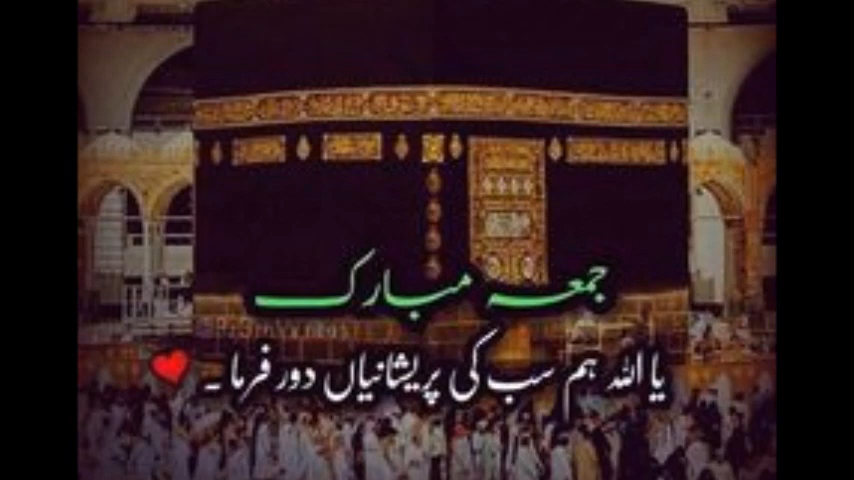 جمعہ مبارک
یا اللہ ہم سب کی پریشانیاں دور فرما ۔